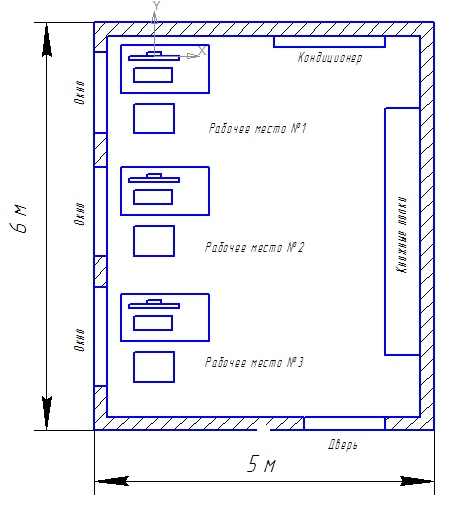 Y
X
Кондиционер
Окно
Рабочее место №1
6 м
Окно
Рабочее место №2
Книжные полки
Окно
Рабочее место №3
Дверь
5 м